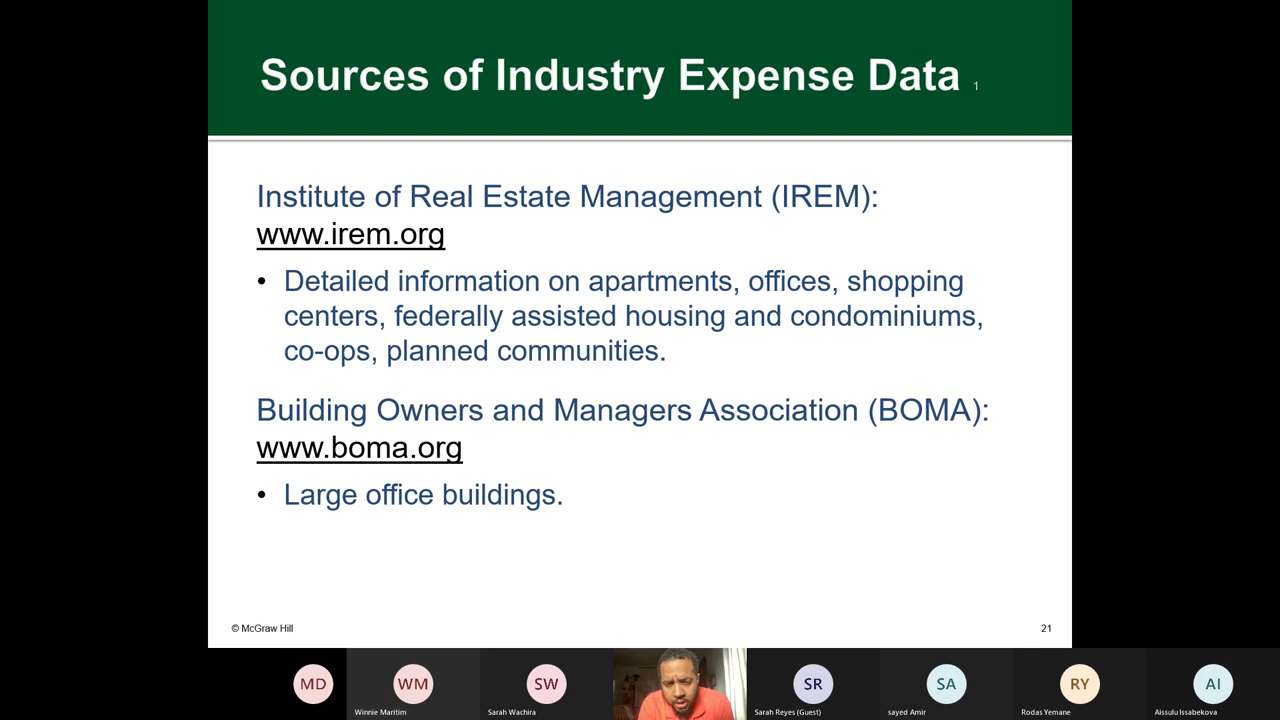 Sources of Industry Expense Data 1
Institute of Real Estate Management (IREM):
www.irem.org
• Detailed information on apartments, offices, shopping
centers, federally assisted housing and condominiums,
co-ops, planned communities.
Building Owners and Managers Association (BOMA):
www.boma.org
• Large office buildings.
© McGraw Hill
21
MD
WM
SW
SR
SA
RY
AI
Winnie Maritim
Sarah Wachira
Sarah Reyes (Guest)
sayed Amir
Rodas Yemane
Aissulu Issabekova